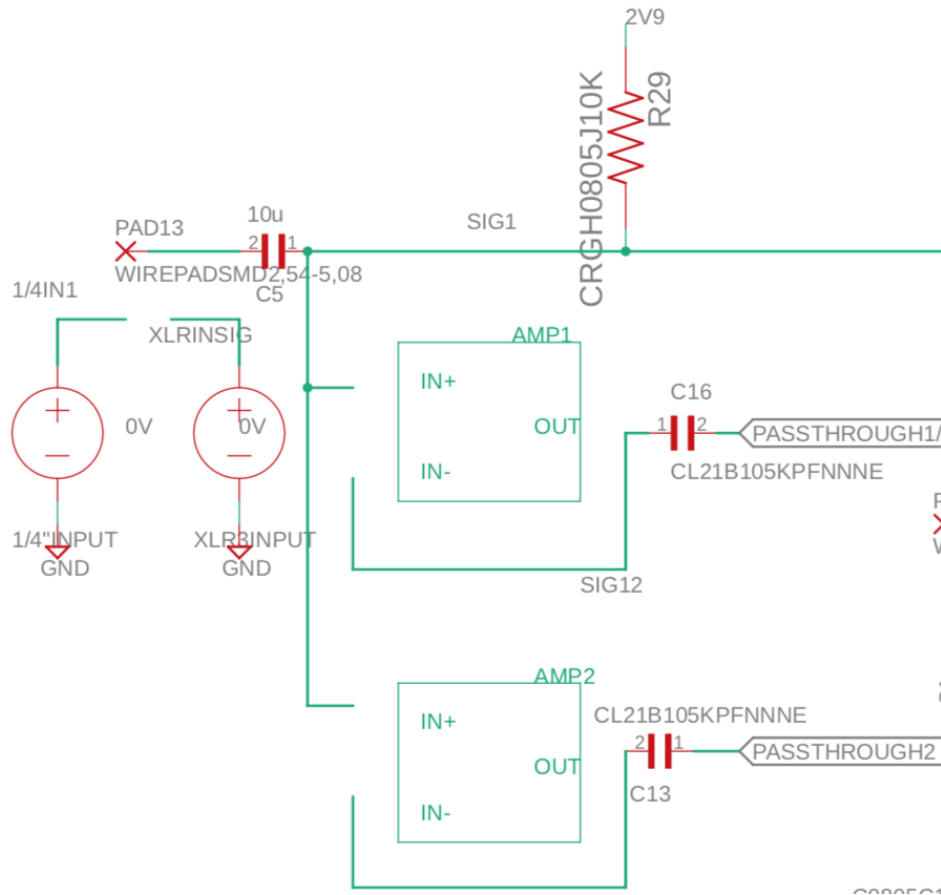 2V9
R29
CRGH0805J10K
10u
SIG1
PAD13
2 1
WIREPADSMD2,54-5,08
C5
1/4IN1
XLRINSIG
AMP1
IN+
C16
0V
0V
OUT
1 2
PASSTHROUGH1/
IN-
CL21B105KPFNNNE
1/4"INPUT
XLR3INPUT
GND
GND
SIG12
AMP2
CL21B105KPFNNNE
IN+
2 1
PASSTHROUGH2
OUT
C13
IN-